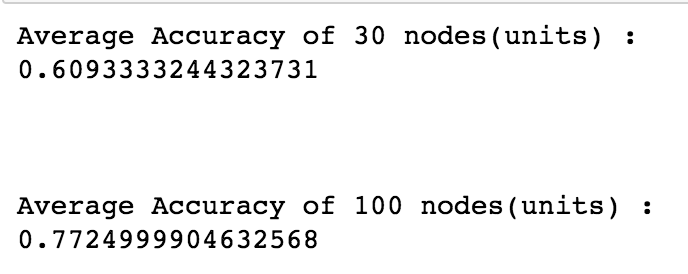 Average Accuracy of 30 nodes(units) :
0.6093333244323731
Average Accuracy of 100 nodes(units) :
0.7724999904632568